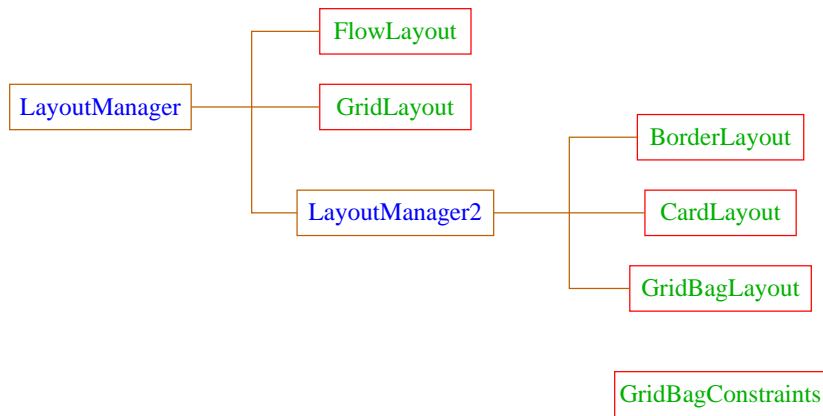 FlowLayout
LayoutManager
GridLayout
BorderLayout
LayoutManager2
CardLayout
GridBagLayout
GridBagConstraints